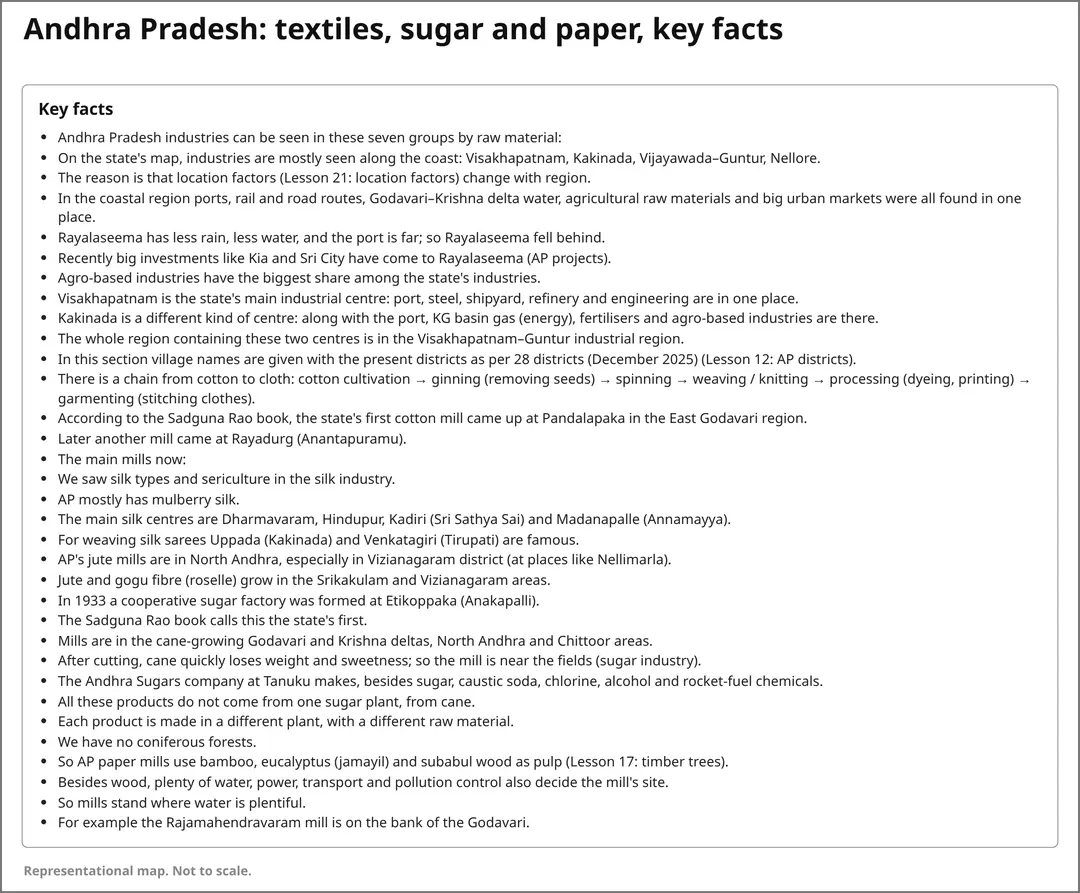 Andhra Pradesh: textiles, sugar and paper, key facts
Key facts
• Andhra Pradesh industries can be seen in these seven groups by raw material:
• On the state's map, industries are mostly seen along the coast: Visakhapatnam, Kakinada, Vijayawada–Guntur, Nellore.
• The reason is that location factors (Lesson 21: location factors) change with region.
• In the coastal region ports, rail and road routes, Godavari–Krishna delta water, agricultural raw materials and big urban markets were all found in one
place.
• Rayalaseema has less rain, less water, and the port is far; so Rayalaseema fell behind.
• Recently big investments like Kia and Sri City have come to Rayalaseema (AP projects).
• Agro-based industries have the biggest share among the state's industries.
• Visakhapatnam is the state's main industrial centre: port, steel, shipyard, refinery and engineering are in one place.
• Kakinada is a different kind of centre: along with the port, KG basin gas (energy), fertilisers and agro-based industries are there.
• The whole region containing these two centres is in the Visakhapatnam–Guntur industrial region.
• In this section village names are given with the present districts as per 28 districts (December 2025) (Lesson 12: AP districts).
• There is a chain from cotton to cloth: cotton cultivation → ginning (removing seeds) → spinning → weaving / knitting → processing (dyeing, printing) →
garmenting (stitching clothes).
• According to the Sadguna Rao book, the state's first cotton mill came up at Pandalapaka in the East Godavari region.
• Later another mill came at Rayadurg (Anantapuramu).
• The main mills now:
• We saw silk types and sericulture in the silk industry.
• AP mostly has mulberry silk.
• The main silk centres are Dharmavaram, Hindupur, Kadiri (Sri Sathya Sai) and Madanapalle (Annamayya).
• For weaving silk sarees Uppada (Kakinada) and Venkatagiri (Tirupati) are famous.
• AP's jute mills are in North Andhra, especially in Vizianagaram district (at places like Nellimarla).
• Jute and gogu fibre (roselle) grow in the Srikakulam and Vizianagaram areas.
• In 1933 a cooperative sugar factory was formed at Etikoppaka (Anakapalli).
• The Sadguna Rao book calls this the state's first.
• Mills are in the cane-growing Godavari and Krishna deltas, North Andhra and Chittoor areas.
• After cutting, cane quickly loses weight and sweetness; so the mill is near the fields (sugar industry).
• The Andhra Sugars company at Tanuku makes, besides sugar, caustic soda, chlorine, alcohol and rocket-fuel chemicals.
• All these products do not come from one sugar plant, from cane.
• Each product is made in a different plant, with a different raw material.
• We have no coniferous forests.
• So AP paper mills use bamboo, eucalyptus (jamayil) and subabul wood as pulp (Lesson 17: timber trees).
• Besides wood, plenty of water, power, transport and pollution control also decide the mill's site.
• So mills stand where water is plentiful.
• For example the Rajamahendravaram mill is on the bank of the Godavari.
Representational map. Not to scale.